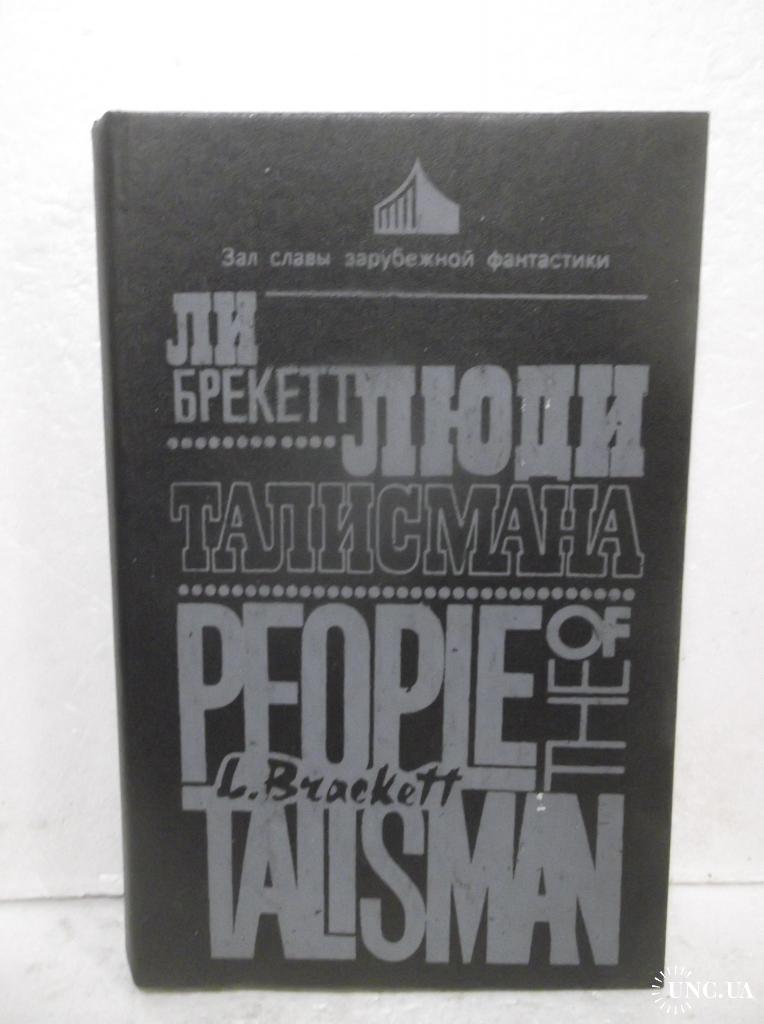 Зал славы зарубежной фантастики
ЛИ
БРЕКЕТТ
ЛЮДИ
ТАЛИСМАНА
PEOPLE
OF
THE
L. Brackett
TALISMAN
UNC.UA